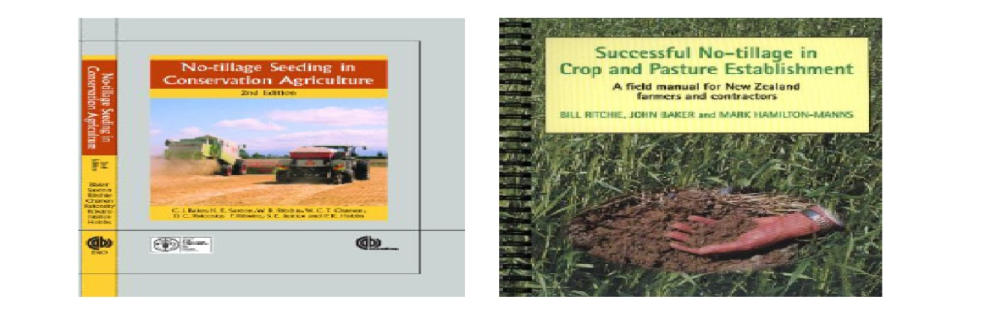 No-tillage Seeding in
Conservation Agriculture
2nd Edition
No-tillage Seeding in
Conservation Agriculture
2nd
Edition
Baker
Saxton
Ritchie
Chamen
Reicosky
Ribeiro
Justice
Hobbs
C. J. Baker, K. E. Saxton, W. R. Ritchie, W. C. T. Chamen,
D. C. Reicosky, F. Ribeiro, S. E. Justice and P. R. Hobbs
cabi
FAO
cabi
Successful No-tillage in
Crop and Pasture Establishment
A field manual for New Zealand
farmers and contractors
BILL RITCHIE, JOHN BAKER and MARK HAMILTON-MANNS